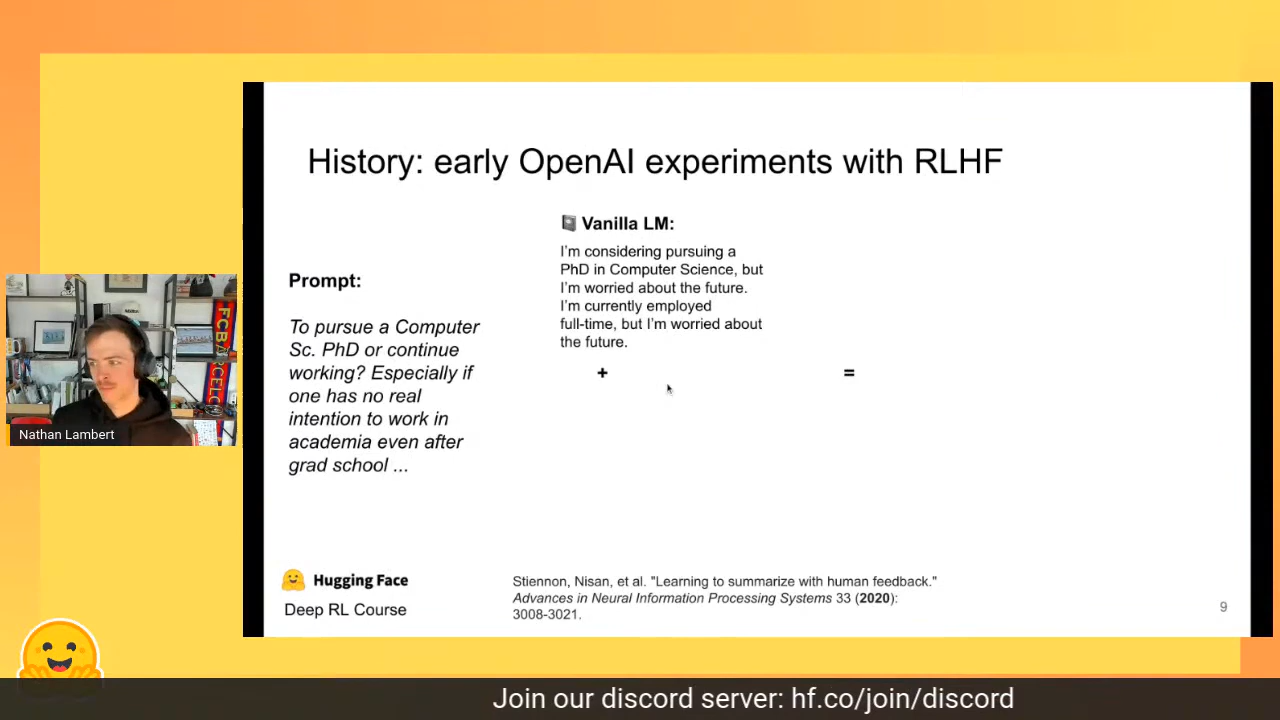 History: early OpenAI experiments with RLHF
Vanilla LM:
I'm considering pursuing a
PhD in Computer Science, but
I'm worried about the future.
I'm currently employed
full-time, but I'm worried about
the future.
Prompt:
To pursue a Computer
Sc. PhD or continue
working? Especially if
one has no real
intention to work in
academia even after
grad school ...
+
=
FCBARCELO
Nathan Lambert
Hugging Face
Deep RL Course
Stiennon, Nisan, et al. "Learning to summarize with human feedback."
Advances in Neural Information Processing Systems 33 (2020):
3008-3021.
9
Join our discord server: hf.co/join/discord